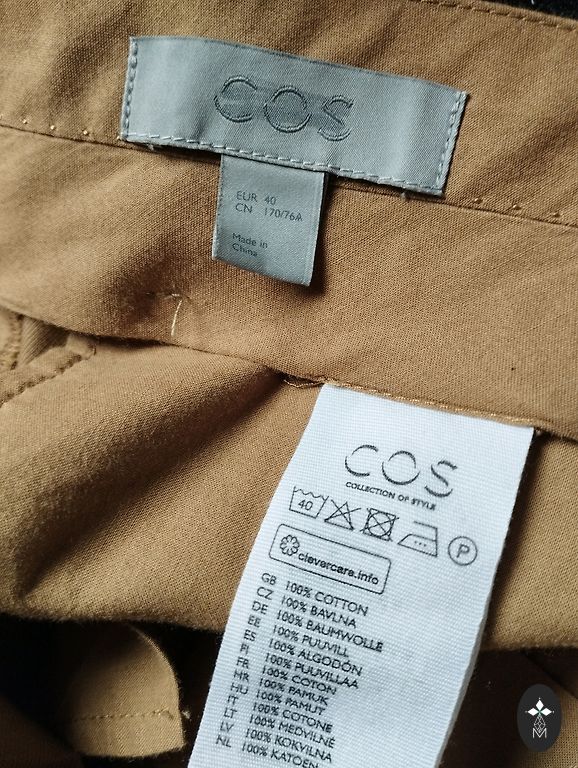 COS
EUR 40
CN 170/76A
Made in
China
COS
COLLECTION OF STYLE
40
P
clevercare.info
GB 100% COTTON
CZ 100% BAVLNA
DE 100% BAUMWOLLE
EE 100% PUUVILL
ES 100% ALGODÓN
FI 100% PUUVILLAA
FR 100% COTON
HR 100% PAMUK
HU 100% PAMUT
IT 100% COTONE
LT 100% MEDVILNĖ
LV 100% KOKVILNA
NL 100% KATOEN
M